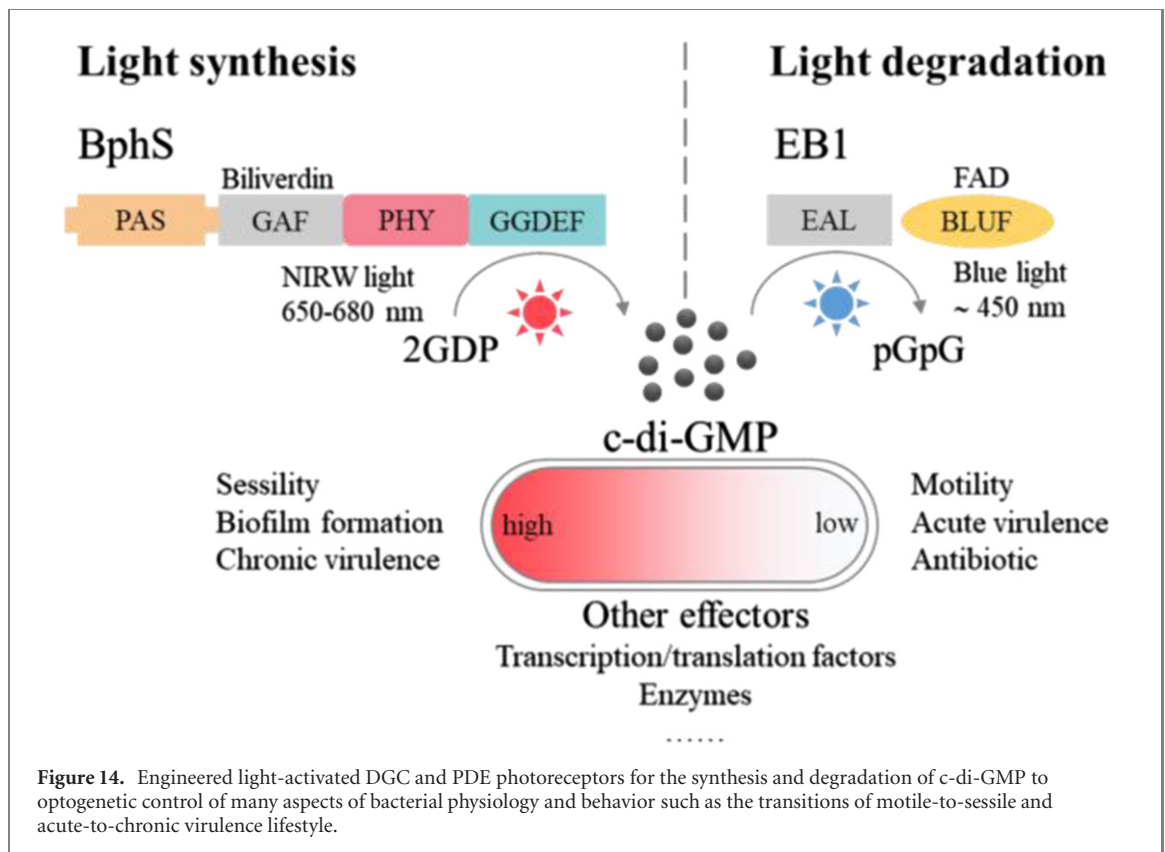 Light synthesis
Light degradation
BphS
EB1
Biliverdin
FAD
PAS
GAF
PHY
GGDEF
EAL
BLUF
NIRW light
650-680 nm
Blue light
~ 450 nm
2GDP
pGpG
c-di-GMP
Sessility
Biofilm formation
Chronic virulence
high
low
Motility
Acute virulence
Antibiotic
Other effectors
Transcription/translation factors
Enzymes
......
Figure 14. Engineered light-activated DGC and PDE photoreceptors for the synthesis and degradation of c-di-GMP to
optogenetic control of many aspects of bacterial physiology and behavior such as the transitions of motile-to-sessile and
acute-to-chronic virulence lifestyle.